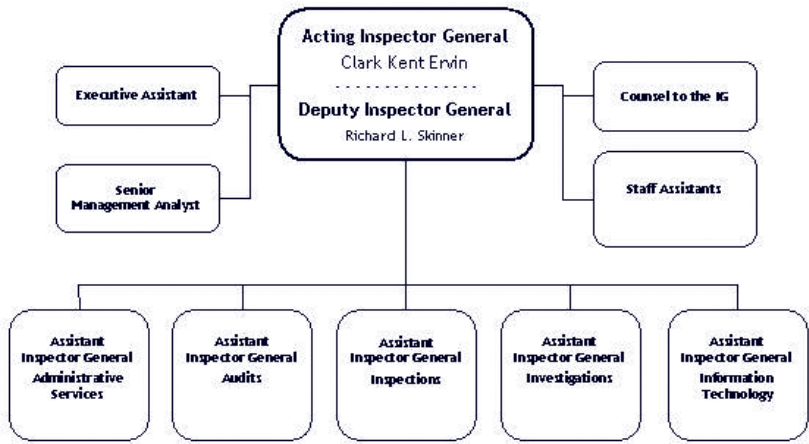 Acting Inspector General
Clark Kent Ervin
Deputy Inspector General
Richard L. Skinner
Executive Assistant
Counsel to the IG
Senior
Management Analyst
Staff Assistants
Assistant
Inspector General
Administrative
Services
Assistant
Inspector General
Audits
Assistant
Inspector General
Inspections
Assistant
Inspector General
Investigations
Assistant
Inspector General
Information
Technology